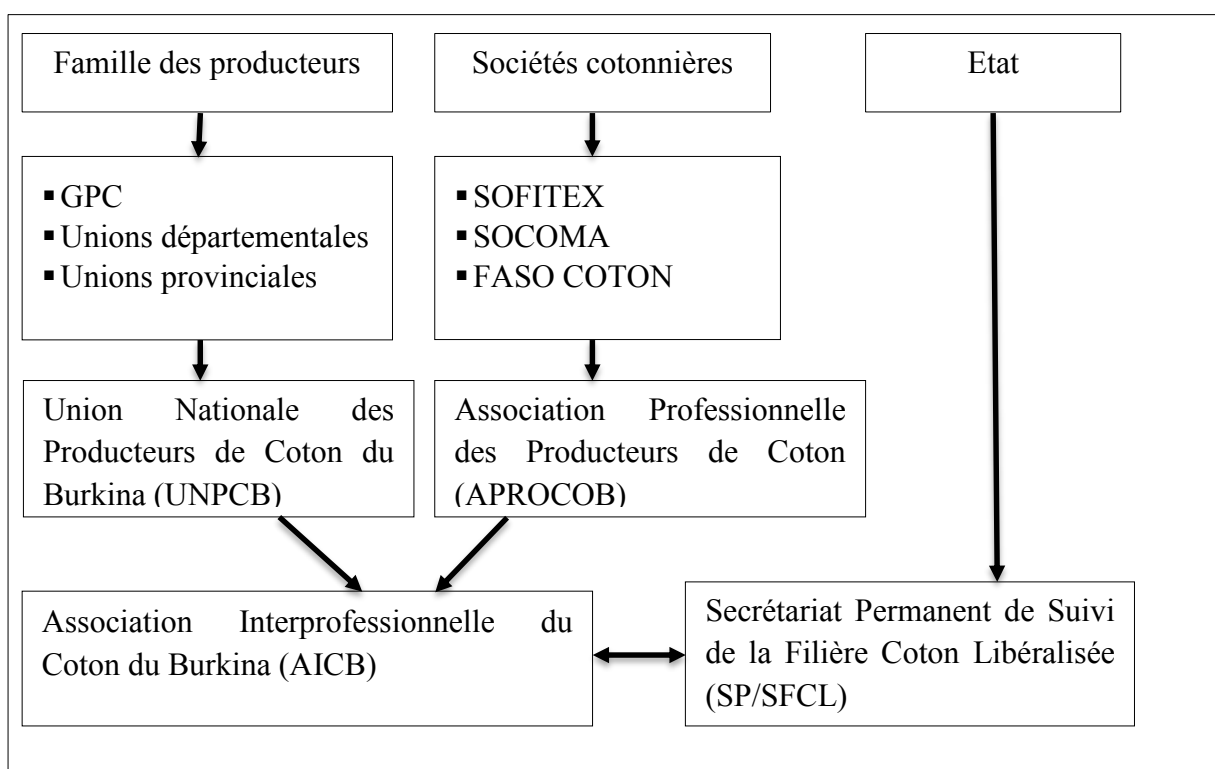 Famille des producteurs
Sociétés cotonnières
Etat
▪ GPC
▪ Unions départementales
▪ Unions provinciales
▪ SOFITEX
▪ SOCOMA
▪ FASO COTON
Union Nationale des
Producteurs de Coton du
Burkina (UNPCB)
Association Professionnelle
des Producteurs de Coton
(APROCOB)
Association Interprofessionnelle du
Coton du Burkina (AICB)
Secrétariat Permanent de Suivi
de la Filière Coton Libéralisée
(SP/SFCL)